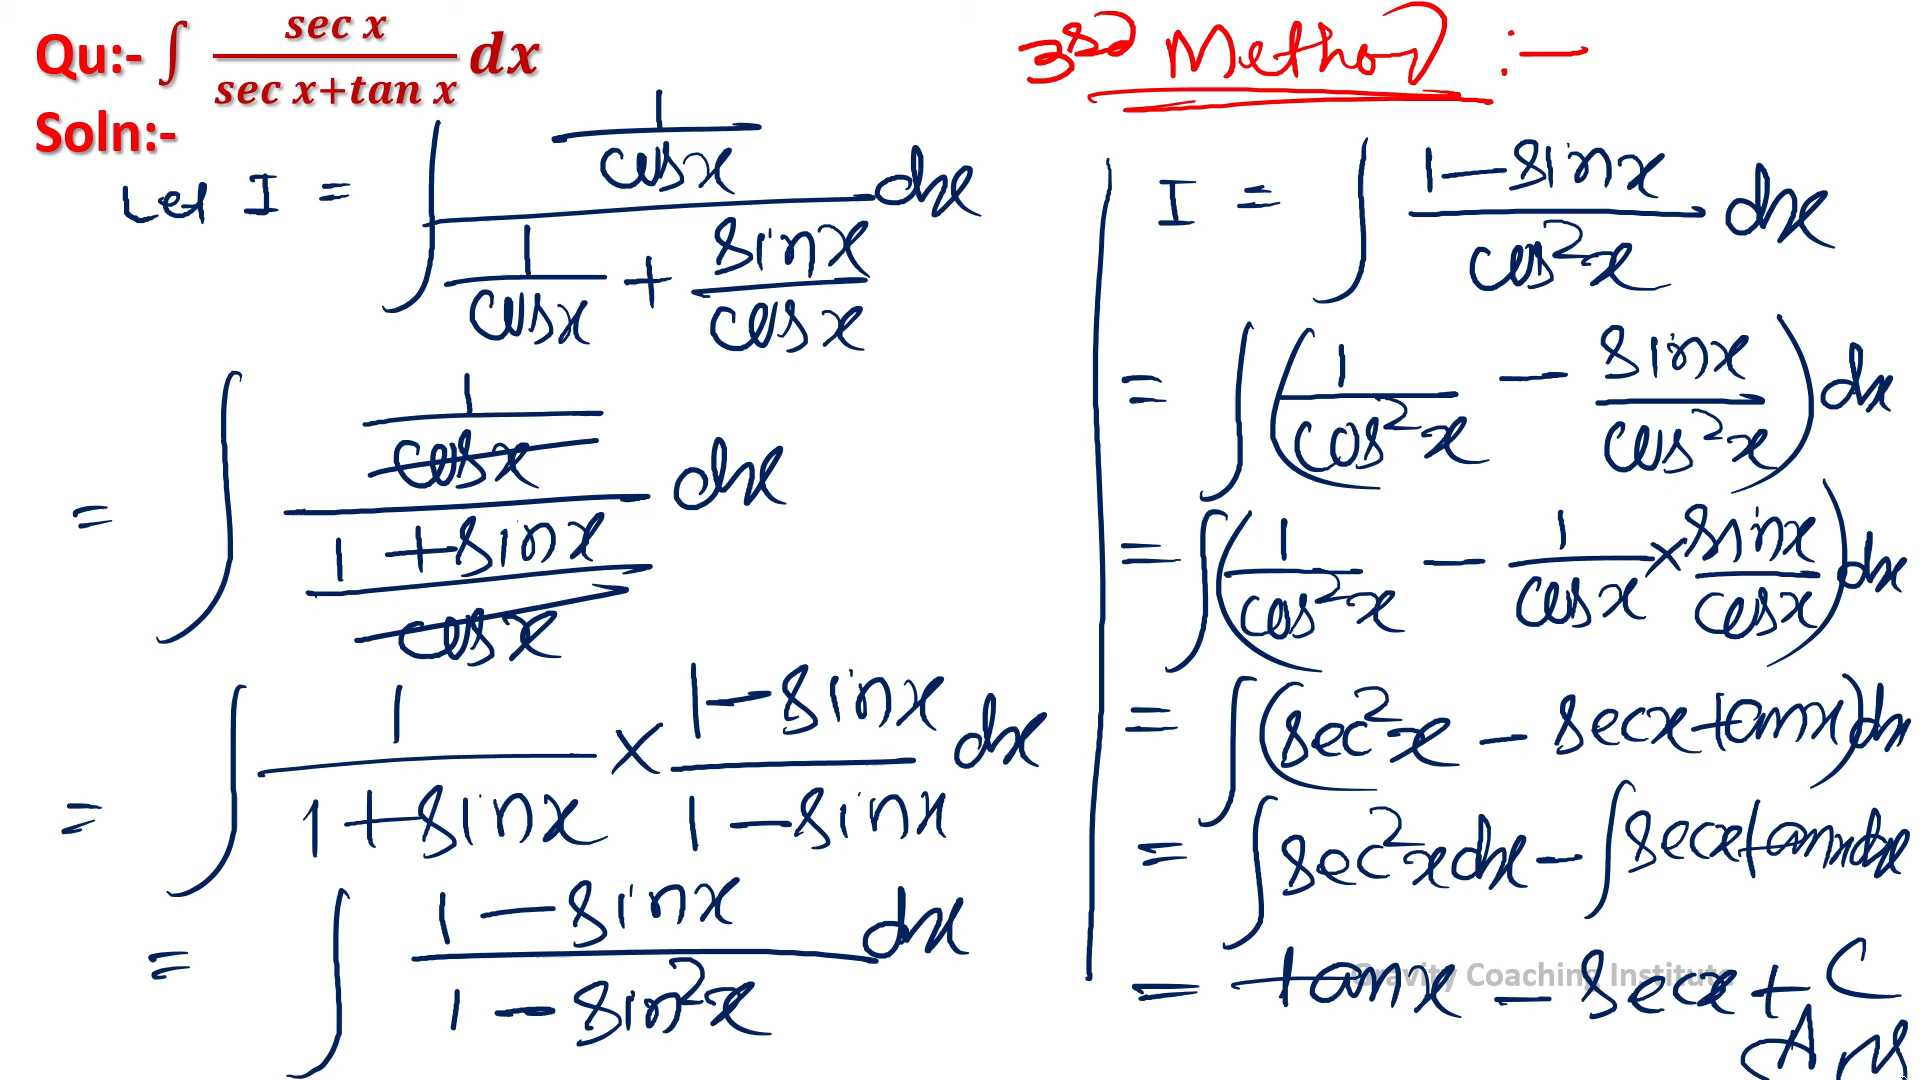 Qu:- ∫ sec x / (sec x+tan x) dx
Soln:-
Let I = ∫ (1/cosx) / (1/cosx + sinx/cosx) dx
= ∫ (1/cosx) / ((1+sinx)/cosx) dx
= ∫ 1/(1+sinx) × (1-sinx)/(1-sinx) dx
= ∫ (1-sinx)/(1-sin²x) dx
3rd Method :-
I = ∫ (1-sinx)/cos²x dx
= ∫ (1/cos²x - sinx/cos²x) dx
= ∫ (1/cos²x - 1/cosx × sinx/cosx) dx
= ∫ (sec²x - secx tanx) dx
= ∫ sec²x dx - ∫ secx tanx dx
= tanx - secx + C
Ans
Gravity Coaching Institute